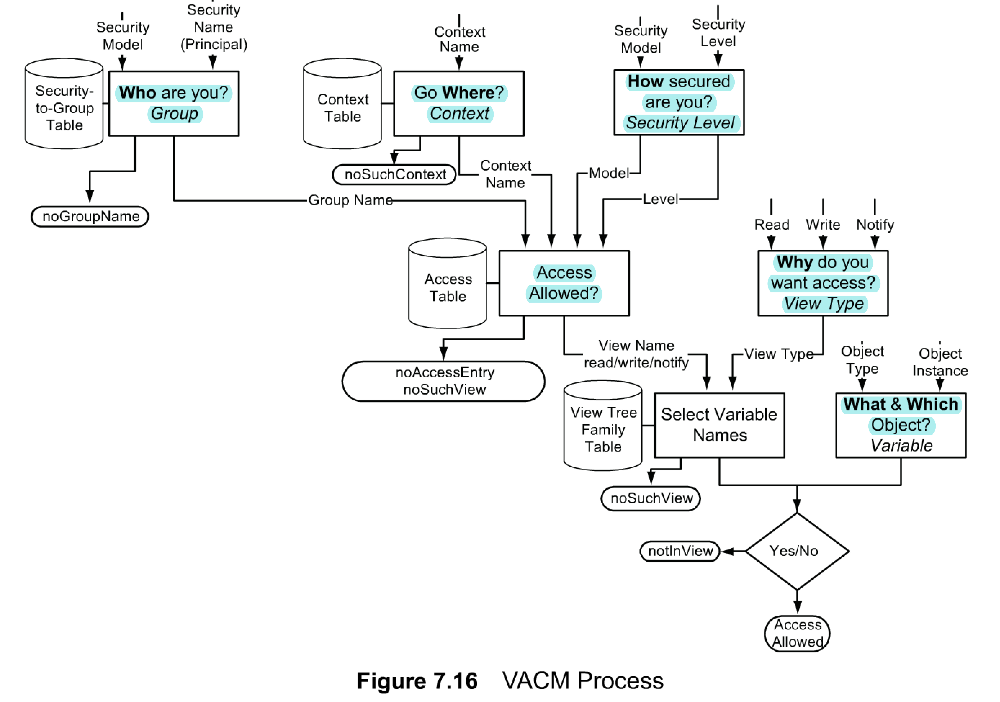 Security
Model
Security
Name
(Principal)
Context
Name
Security
Model
Security
Level
Security-
to-Group
Table
Who are you?
Group
Context
Table
Go Where?
Context
How secured
are you?
Security Level
noSuchContext
Context
Name
Model
Group Name
Level
noGroupName
Read
Write
Notify
Access
Table
Access
Allowed?
Why do you
want access?
View Type
View Name
read/write/notify
View Type
Object
Type
Object
Instance
noAccessEntry
noSuchView
View Tree
Family
Table
Select Variable
Names
What & Which
Object?
Variable
noSuchView
notInView
Yes/No
Access
Allowed
Figure 7.16 VACM Process